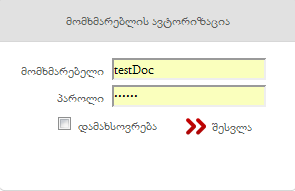 მომხმარებლის ავტორიზაცია
მომხმარებელი testDoc
პაროლი ••••••
დამახსოვრება შესვლა